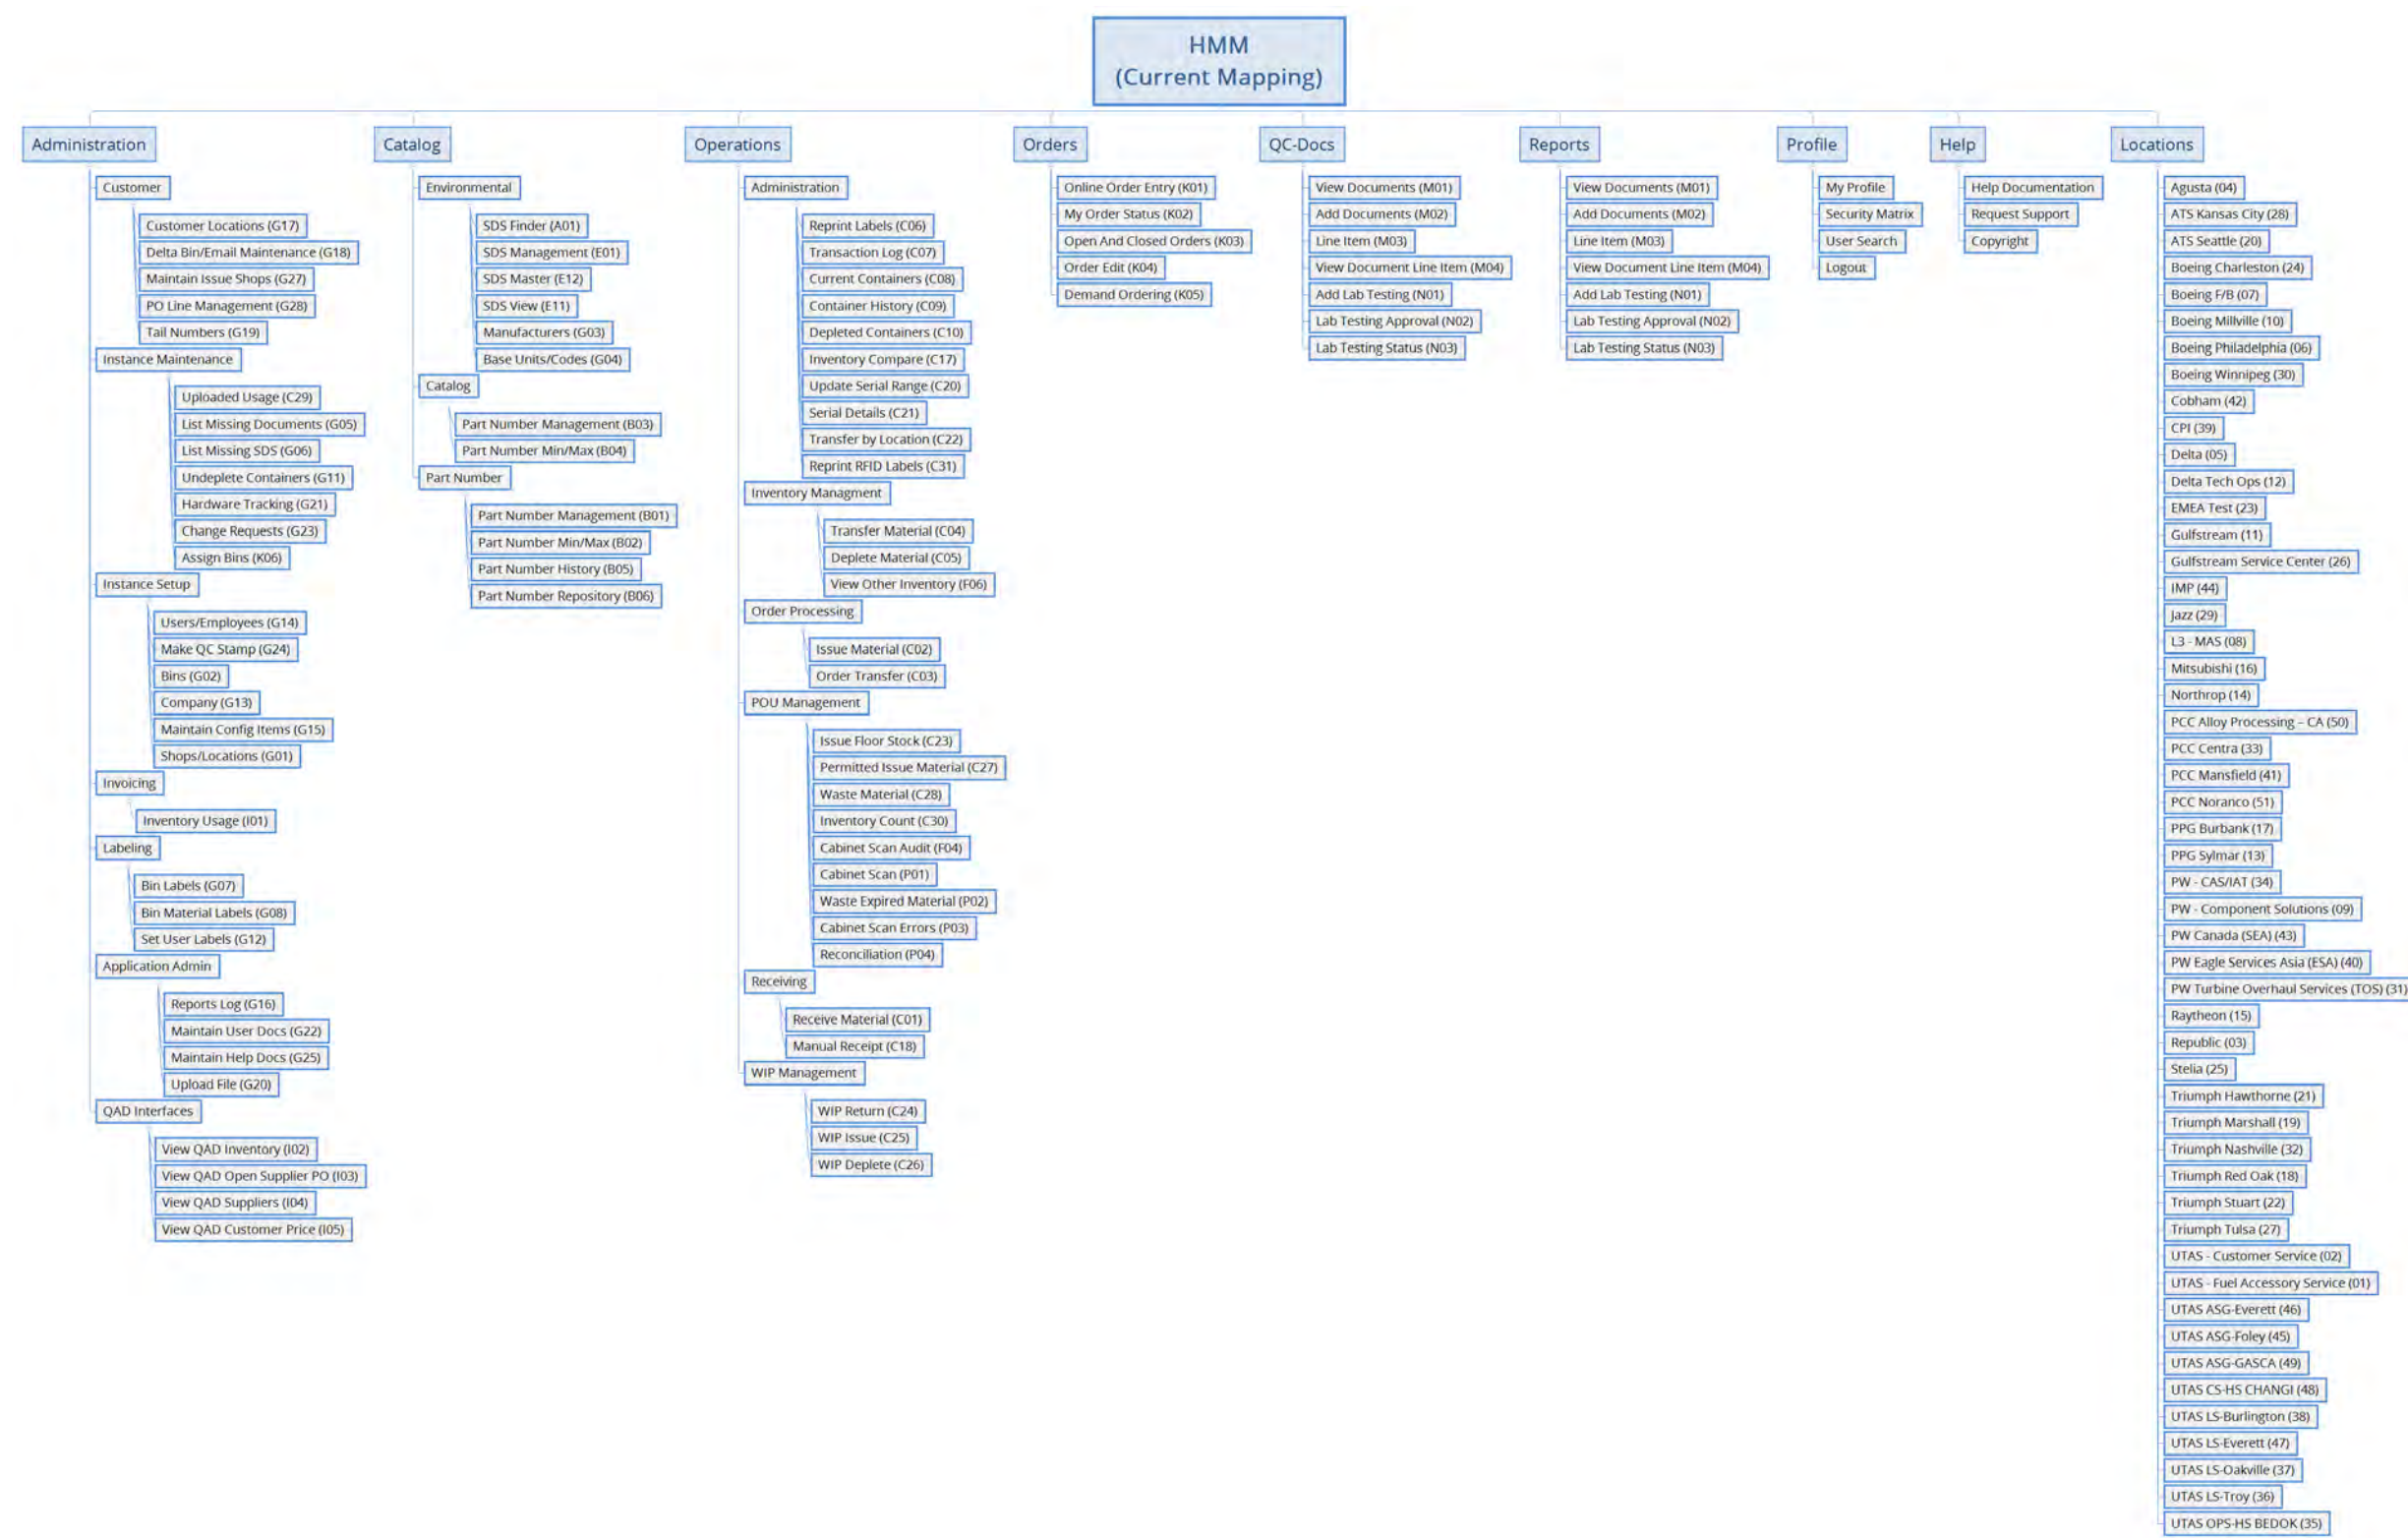 HMM
(Current Mapping)
Administration
Customer
Customer Locations (G17)
Delta Bin/Email Maintenance (G18)
Maintain Issue Shops (G27)
PO Line Management (G28)
Tail Numbers (G19)
Instance Maintenance
Uploaded Usage (C29)
List Missing Documents (G05)
List Missing SDS (G06)
Undeplete Containers (G11)
Hardware Tracking (G21)
Change Requests (G23)
Assign Bins (K06)
Instance Setup
Users/Employees (G14)
Make QC Stamp (G24)
Bins (G02)
Company (G13)
Maintain Config Items (G15)
Shops/Locations (G01)
Invoicing
Inventory Usage (I01)
Labeling
Bin Labels (G07)
Bin Material Labels (G08)
Set User Labels (G12)
Application Admin
Reports Log (G16)
Maintain User Docs (G22)
Maintain Help Docs (G25)
Upload File (G20)
QAD Interfaces
View QAD Inventory (I02)
View QAD Open Supplier PO (I03)
View QAD Suppliers (I04)
View QAD Customer Price (I05)
Catalog
Environmental
SDS Finder (A01)
SDS Management (E01)
SDS Master (E12)
SDS View (E11)
Manufacturers (G03)
Base Units/Codes (G04)
Catalog
Part Number Management (B03)
Part Number Min/Max (B04)
Part Number
Part Number Management (B01)
Part Number Min/Max (B02)
Part Number History (B05)
Part Number Repository (B06)
Operations
Administration
Reprint Labels (C06)
Transaction Log (C07)
Current Containers (C08)
Container History (C09)
Depleted Containers (C10)
Inventory Compare (C17)
Update Serial Range (C20)
Serial Details (C21)
Transfer by Location (C22)
Reprint RFID Labels (C31)
Inventory Managment
Transfer Material (C04)
Deplete Material (C05)
View Other Inventory (F06)
Order Processing
Issue Material (C02)
Order Transfer (C03)
POU Management
Issue Floor Stock (C23)
Permitted Issue Material (C27)
Waste Material (C28)
Inventory Count (C30)
Cabinet Scan Audit (F04)
Cabinet Scan (P01)
Waste Expired Material (P02)
Cabinet Scan Errors (P03)
Reconciliation (P04)
Receiving
Receive Material (C01)
Manual Receipt (C18)
WIP Management
WIP Return (C24)
WIP Issue (C25)
WIP Deplete (C26)
Orders
Online Order Entry (K01)
My Order Status (K02)
Open And Closed Orders (K03)
Order Edit (K04)
Demand Ordering (K05)
QC-Docs
View Documents (M01)
Add Documents (M02)
Line Item (M03)
View Document Line Item (M04)
Add Lab Testing (N01)
Lab Testing Approval (N02)
Lab Testing Status (N03)
Reports
View Documents (M01)
Add Documents (M02)
Line Item (M03)
View Document Line Item (M04)
Add Lab Testing (N01)
Lab Testing Approval (N02)
Lab Testing Status (N03)
Profile
My Profile
Security Matrix
User Search
Logout
Help
Help Documentation
Request Support
Copyright
Locations
Agusta (04)
ATS Kansas City (28)
ATS Seattle (20)
Boeing Charleston (24)
Boeing F/B (07)
Boeing Millville (10)
Boeing Philadelphia (06)
Boeing Winnipeg (30)
Cobham (42)
CPI (39)
Delta (05)
Delta Tech Ops (12)
EMEA Test (23)
Gulfstream (11)
Gulfstream Service Center (26)
IMP (44)
Jazz (29)
L3 - MAS (08)
Mitsubishi (16)
Northrop (14)
PCC Alloy Processing – CA (50)
PCC Centra (33)
PCC Mansfield (41)
PCC Noranco (51)
PPG Burbank (17)
PPG Sylmar (13)
PW - CAS/IAT (34)
PW - Component Solutions (09)
PW Canada (SEA) (43)
PW Eagle Services Asia (ESA) (40)
PW Turbine Overhaul Services (TOS) (31)
Raytheon (15)
Republic (03)
Stelia (25)
Triumph Hawthorne (21)
Triumph Marshall (19)
Triumph Nashville (32)
Triumph Red Oak (18)
Triumph Stuart (22)
Triumph Tulsa (27)
UTAS - Customer Service (02)
UTAS - Fuel Accessory Service (01)
UTAS ASG-Everett (46)
UTAS ASG-Foley (45)
UTAS ASG-GASCA (49)
UTAS CS-HS CHANGI (48)
UTAS LS-Burlington (38)
UTAS LS-Everett (47)
UTAS LS-Oakville (37)
UTAS LS-Troy (36)
UTAS OPS-HS BEDOK (35)